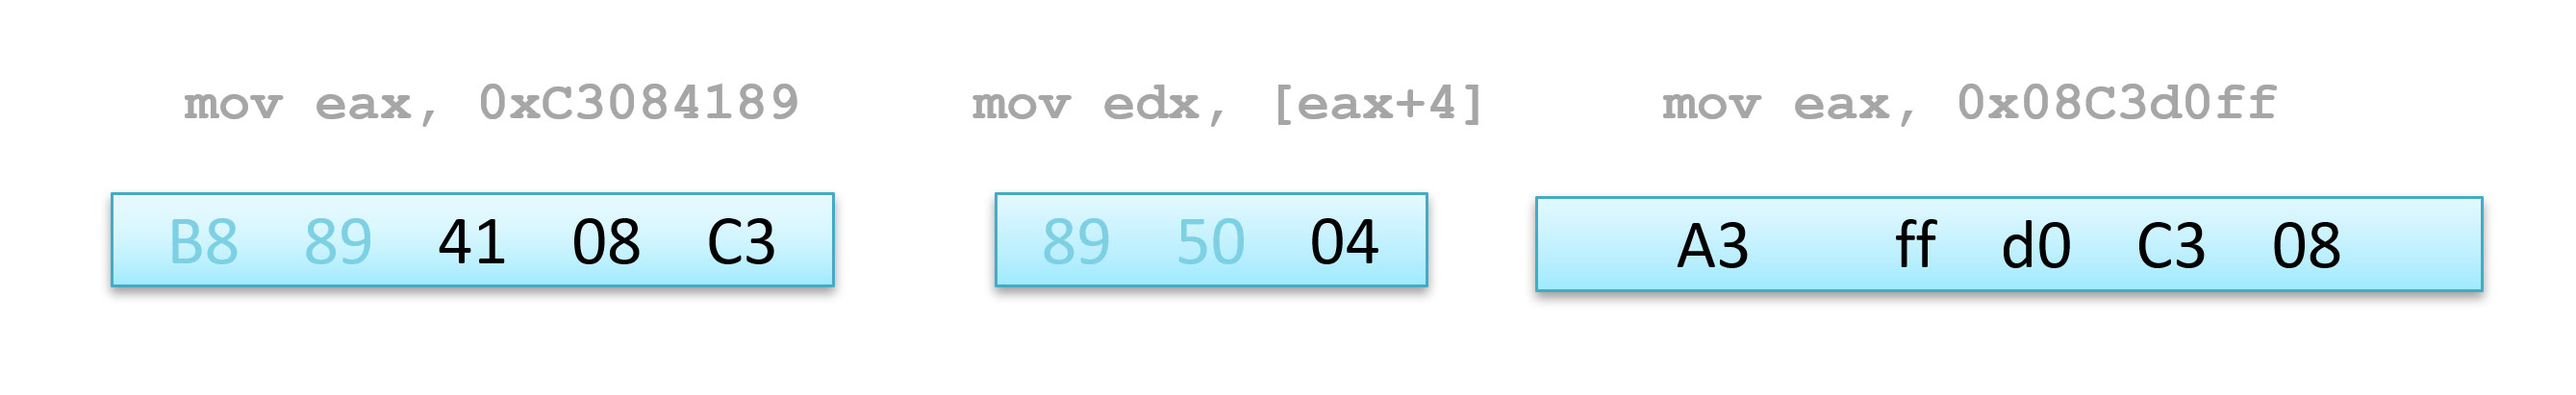 mov eax, 0xC3084189 mov edx, [eax+4] mov eax, 0x08C3d0ff
B8 89 41 08 C3 89 50 04 A3 ff d0 C3 08